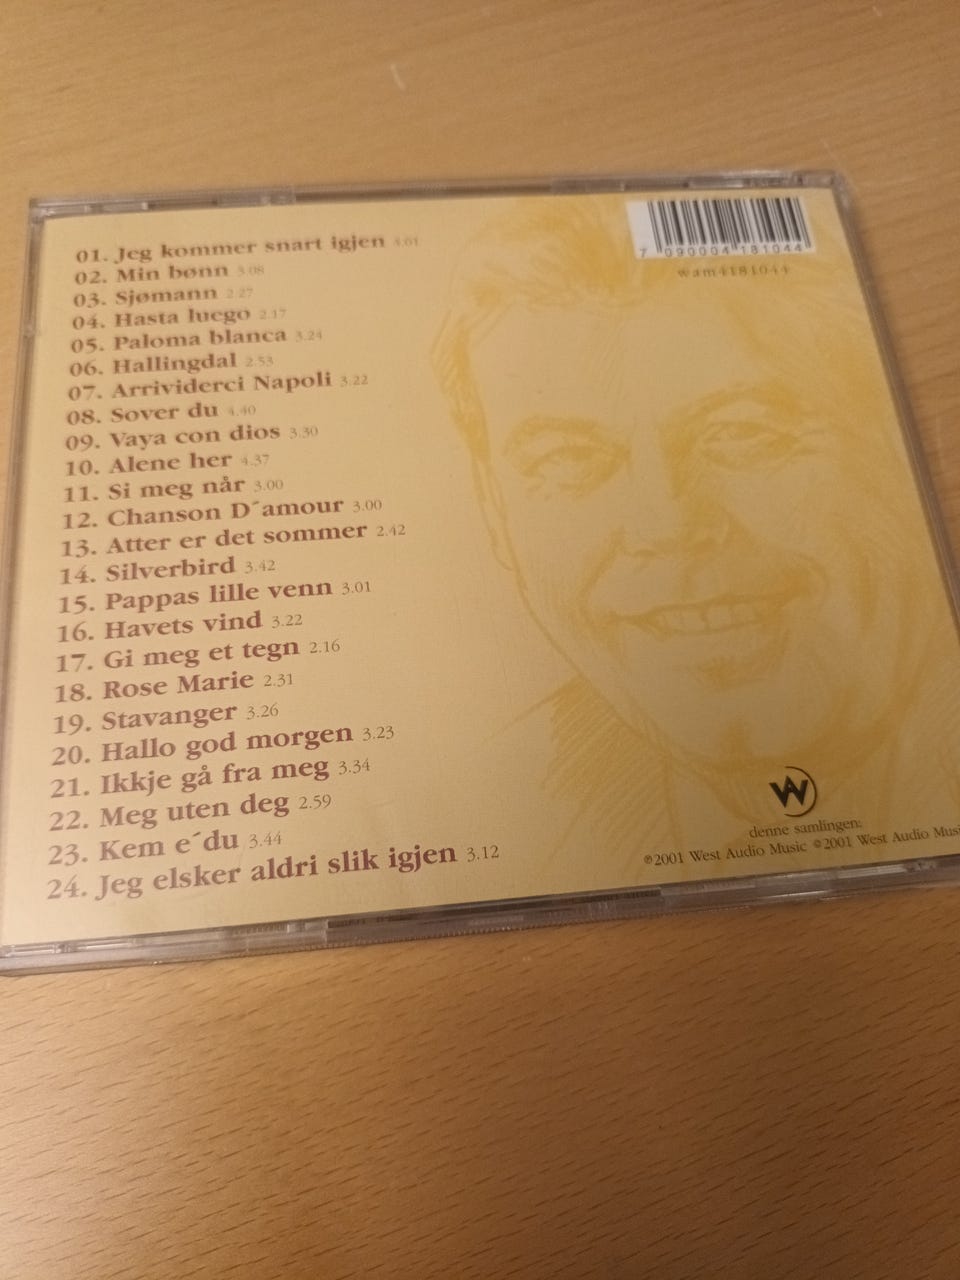 01. Jeg kommer snart igjen 4.01
02. Min bønn 3.08
03. Sjømann 2.27
04. Hasta luego 2.17
05. Paloma blanca 3.24
06. Hallingdal 2.53
07. Arrividerci Napoli 3.22
08. Sover du 4.40
09. Vaya con dios 3.30
10. Alene her 4.37
11. Si meg når 3.00
12. Chanson D´amour 3.00
13. Atter er det sommer 2.42
14. Silverbird 3.42
15. Pappas lille venn 3.01
16. Havets vind 3.22
17. Gi meg et tegn 2.16
18. Rose Marie 2.31
19. Stavanger 3.26
20. Hallo god morgen 3.23
21. Ikkje gå fra meg 3.34
22. Meg uten deg 2.59
23. Kem e´du 3.44
24. Jeg elsker aldri slik igjen 3.12
7 090004 181044
wam4181044
WA
denne samlingen:
℗2001 West Audio Music ©2001 West Audio Musi